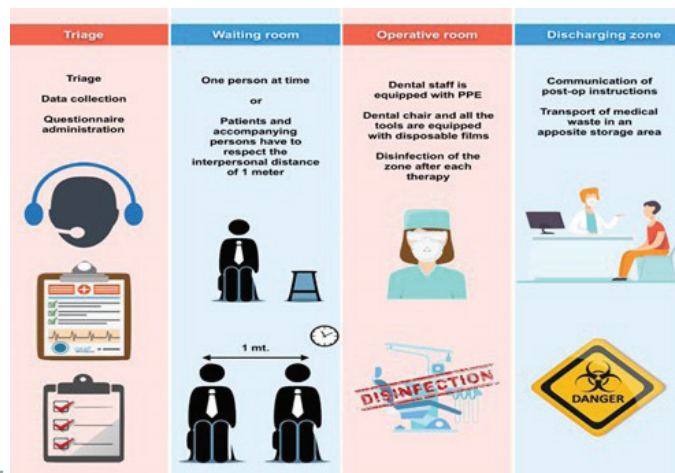 Triage
Triage
Data collection
Questionnaire
administration
Waiting room
One person at time
or
Patients and
accompanying
persons have to
respect the
interpersonal distance
of 1 meter
1 mt.
Operative room
Dental staff is
equipped with PPE
Dental chair and all the
tools are equipped
with disposable films
Disinfection of the
zone after each
therapy
DISINFECTION
Discharging zone
Communication of
post-op instructions
Transport of medical
waste in an
apposite storage area
DANGER